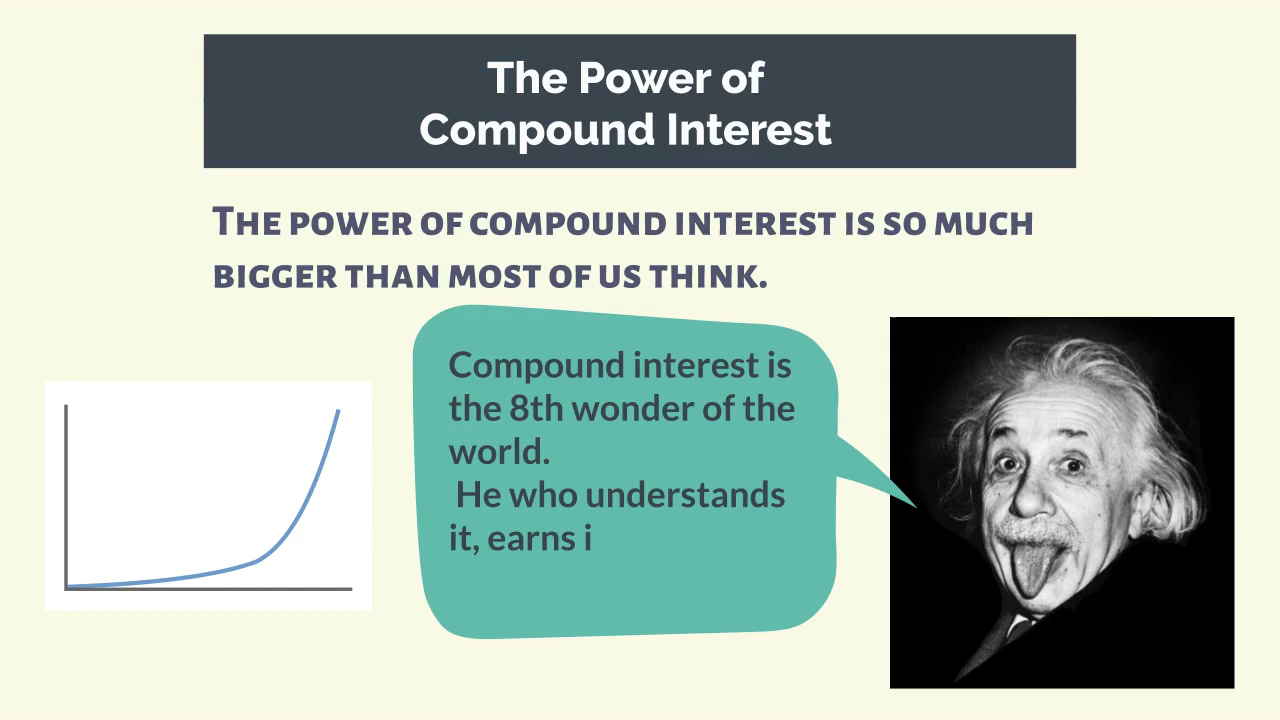 The Power of
Compound Interest
The power of compound interest is so much
bigger than most of us think.
Compound interest is
the 8th wonder of the
world.
He who understands
it, earns i